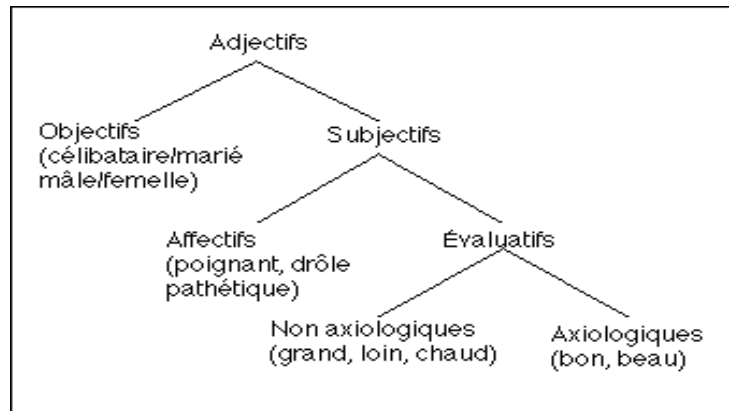 Adjectifs
Objectifs
(célibataire/marié
mâle/femelle)
Subjectifs
Affectifs
(poignant, drôle
pathétique)
Évaluatifs
Non axiologiques
(grand, loin, chaud)
Axiologiques
(bon, beau)